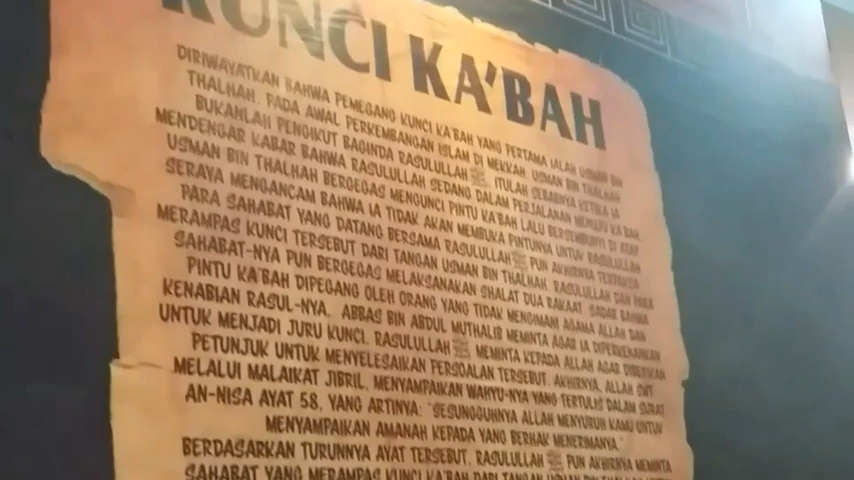 KUNCI KA'BAH
DIRIWAYATKAN BAHWA PEMEGANG KUNCI KA'BAH YANG PERTAMA IALAH USMAN BIN
THALHAH. PADA AWAL PERKEMBANGAN ISLAM DI MEKKAH, USMAN BIN THALHAH
BUKANLAH PENGIKUT BAGINDA RASULULLAH ﷺ. ITULAH SEBABNYA KETIKA IA
MENDENGAR KABAR BAHWA RASULULLAH SEDANG DALAM PERJALANAN MENUJU KA'BAH,
USMAN BIN THALHAH BERGEGAS MENGUNCI PINTU KA'BAH LALU BERSEMBUNYI DI ATAP
SERAYA MENGANCAM BAHWA IA TIDAK AKAN MEMBUKA PINTUNYA UNTUK RASULULLAH
PARA SAHABAT YANG DATANG BERSAMA RASULULLAH ﷺ PUN AKHIRNYA TERPAKSA
MERAMPAS KUNCI TERSEBUT DARI TANGAN USMAN BIN THALHAH. RASULULLAH DAN PARA
SAHABAT-NYA PUN BERGEGAS MELAKSANAKAN SHALAT DUA RAKAAT. SADAR BAHWA
PINTU KA'BAH DIPEGANG OLEH ORANG YANG TIDAK MENGIMANI AGAMA ALLAH DAN
KENABIAN RASUL-NYA, ABBAS BIN ABDUL MUTHALIB MEMINTA AGAR IA DIPERKENANKAN
UNTUK MENJADI JURU KUNCI. RASULULLAH ﷺ MEMINTA KEPADA ALLAH AGAR DIBERIKAN
PETUNJUK UNTUK MENYELESAIKAN PERSOALAN TERSEBUT. AKHIRNYA, ALLAH SWT
MELALUI MALAIKAT JIBRIL, MENYAMPAIKAN WAHYU-NYA YANG TERTULIS DALAM SURAT
AN-NISA AYAT 58, YANG ARTINYA: "SESUNGGUHNYA ALLAH MENYURUH KAMU UNTUK
MENYAMPAIKAN AMANAH KEPADA YANG BERHAK MENERIMANYA."
BERDASARKAN TURUNNYA AYAT TERSEBUT, RASULULLAH ﷺ PUN AKHIRNYA MEMINTA
SAHABAT YANG MERAMPAS KUNCI KA'BAH DARI TANGAN USMAN BIN